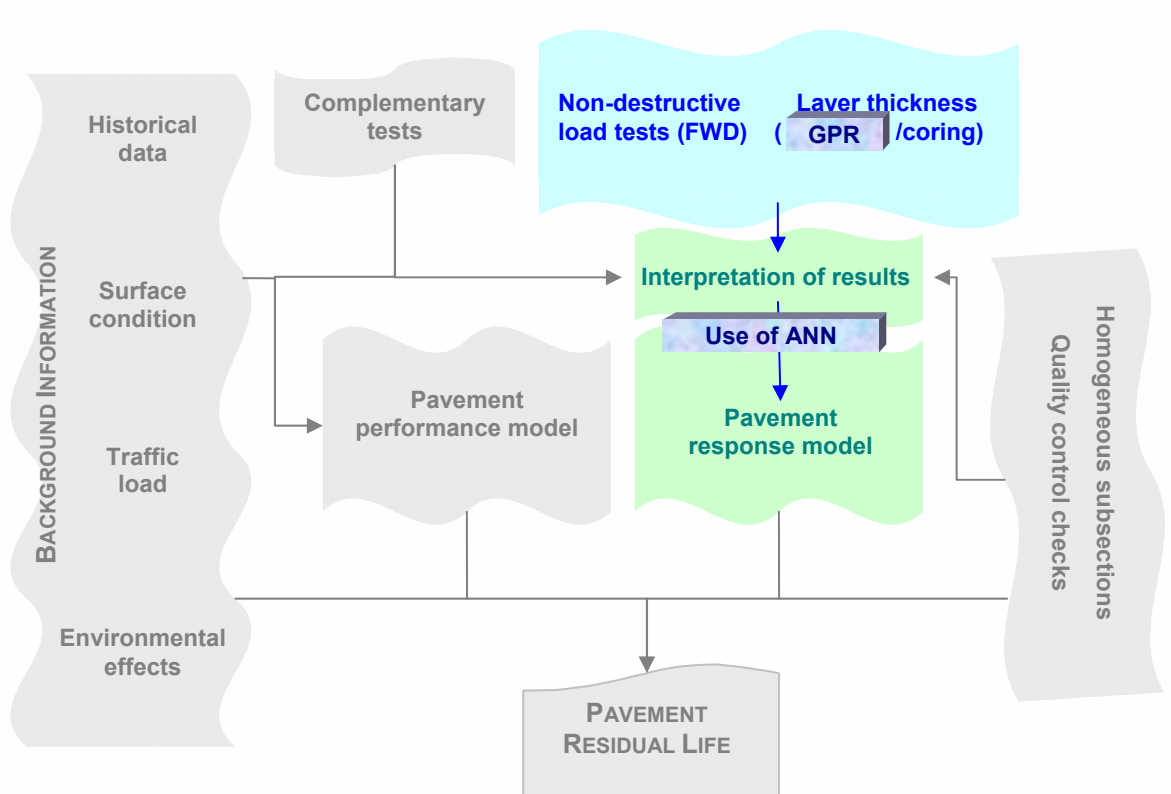 BACKGROUND INFORMATION
Historical
data
Surface
condition
Traffic
load
Environmental
effects
Complementary
tests
Non-destructive
load tests (FWD)
Laver thickness
( GPR /coring)
Interpretation of results
Use of ANN
Pavement
performance model
Pavement
response model
Homogeneous subsections
Quality control checks
PAVEMENT
RESIDUAL LIFE